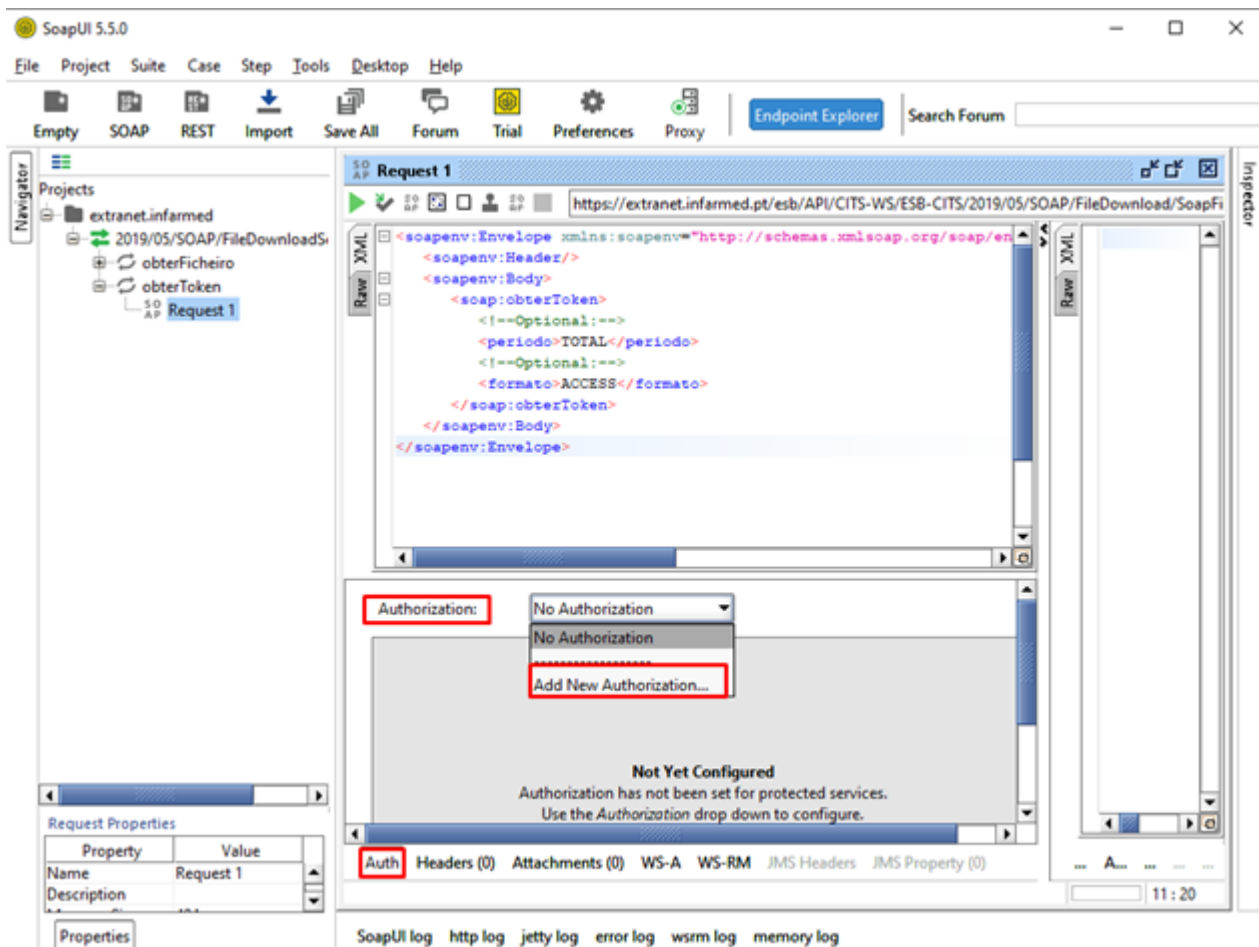 SoapUI 5.5.0
File Project Suite Case Step Tools Desktop Help
Empty SOAP REST Import Save All Forum Trial Preferences Proxy Endpoint Explorer Search Forum
Navigator
Projects
extranet.infarmed
2019/05/SOAP/FileDownloadS
obterFicheiro
obterToken
SOAP Request 1
SOAP Request 1
https://extranet.infarmed.pt/esb/API/CITS-WS/ESB-CITS/2019/05/SOAP/FileDownload/SoapFi
XML
Raw
<soapenv:Envelope xmlns:soapenv="http://schemas.xmlsoap.org/soap/en
<soapenv:Header/>
<soapenv:Body>
<soap:obterToken>
<!--Optional:-->
<periodo>TOTAL</periodo>
<!--Optional:-->
<formato>ACCESS</formato>
</soap:obterToken>
</soapenv:Body>
</soapenv:Envelope>
XML
Raw
Inspector
Authorization: No Authorization
No Authorization
------------------
Add New Authorization...
Not Yet Configured
Authorization has not been set for protected services.
Use the Authorization drop down to configure.
Auth Headers (0) Attachments (0) WS-A WS-RM JMS Headers JMS Property (0)
... A... ... ... ...
11 : 20
Request Properties
Property Value
Name Request 1
Description
Properties
SoapUI log http log jetty log error log wsrm log memory log